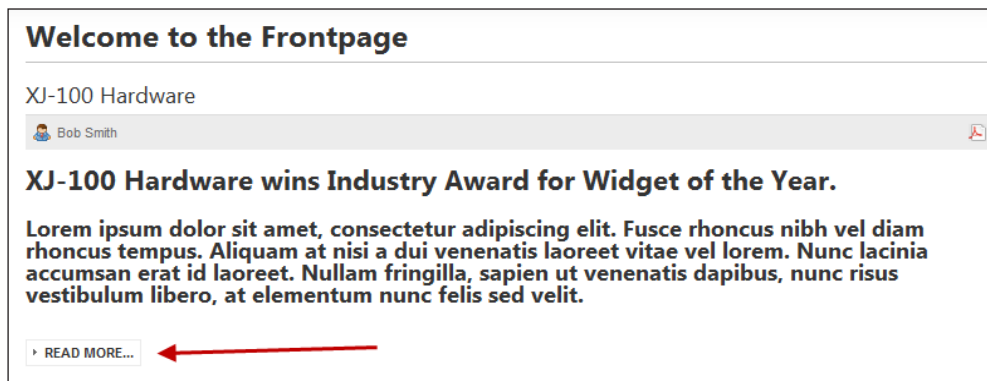 Welcome to the Frontpage
XJ-100 Hardware
Bob Smith
XJ-100 Hardware wins Industry Award for Widget of the Year.
Lorem ipsum dolor sit amet, consectetur adipiscing elit. Fusce rhoncus nibh vel diam
rhoncus tempus. Aliquam at nisi a dui venenatis laoreet vitae vel lorem. Nunc lacinia
accumsan erat id laoreet. Nullam fringilla, sapien ut venenatis dapibus, nunc risus
vestibulum libero, at elementum nunc felis sed velit.
READ MORE...